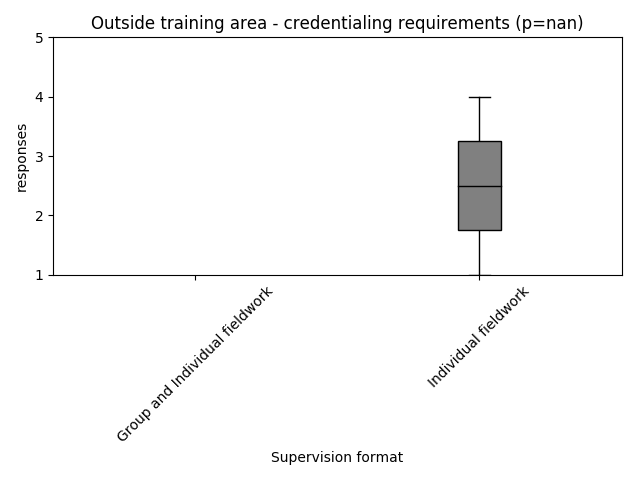 Outside training area - credentialing requirements (p=nan)
5
4
3
2
1
responses
Group and Individual fieldwork
Individual fieldwork
Supervision format